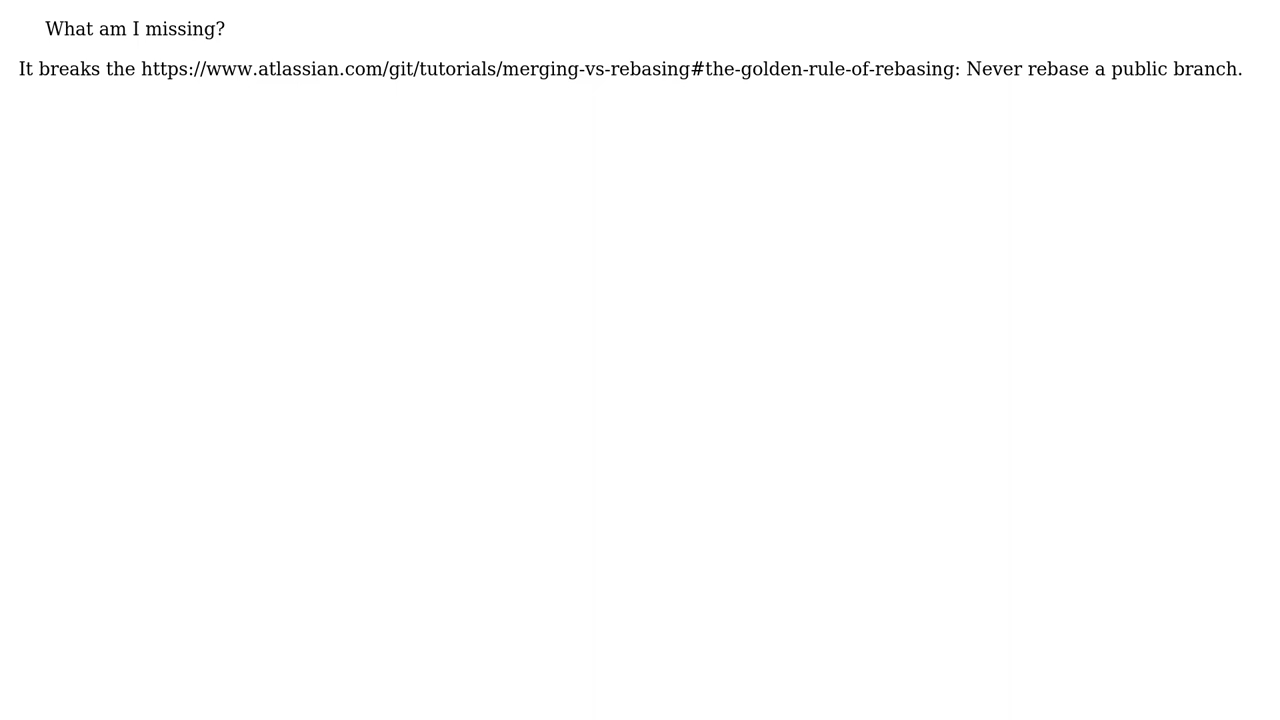 What am I missing?
It breaks the https://www.atlassian.com/git/tutorials/merging-vs-rebasing#the-golden-rule-of-rebasing: Never rebase a public branch.